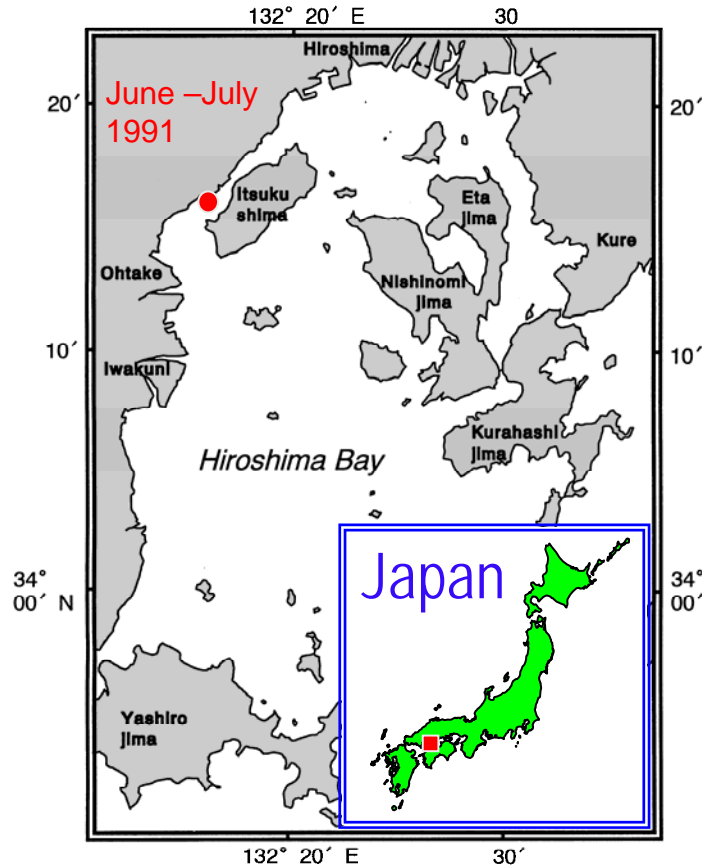 132° 20′ E
30
Hiroshima
June –July
1991
20′
20′
Itsuku
shima
Eta
jima
Kure
Ohtake
Nishinomi
jima
10′
10′
Iwakuni
Kurahashi
jima
Hiroshima Bay
34°
00′ N
34°
00′
Japan
Yashiro
jima
132° 20′ E
30′